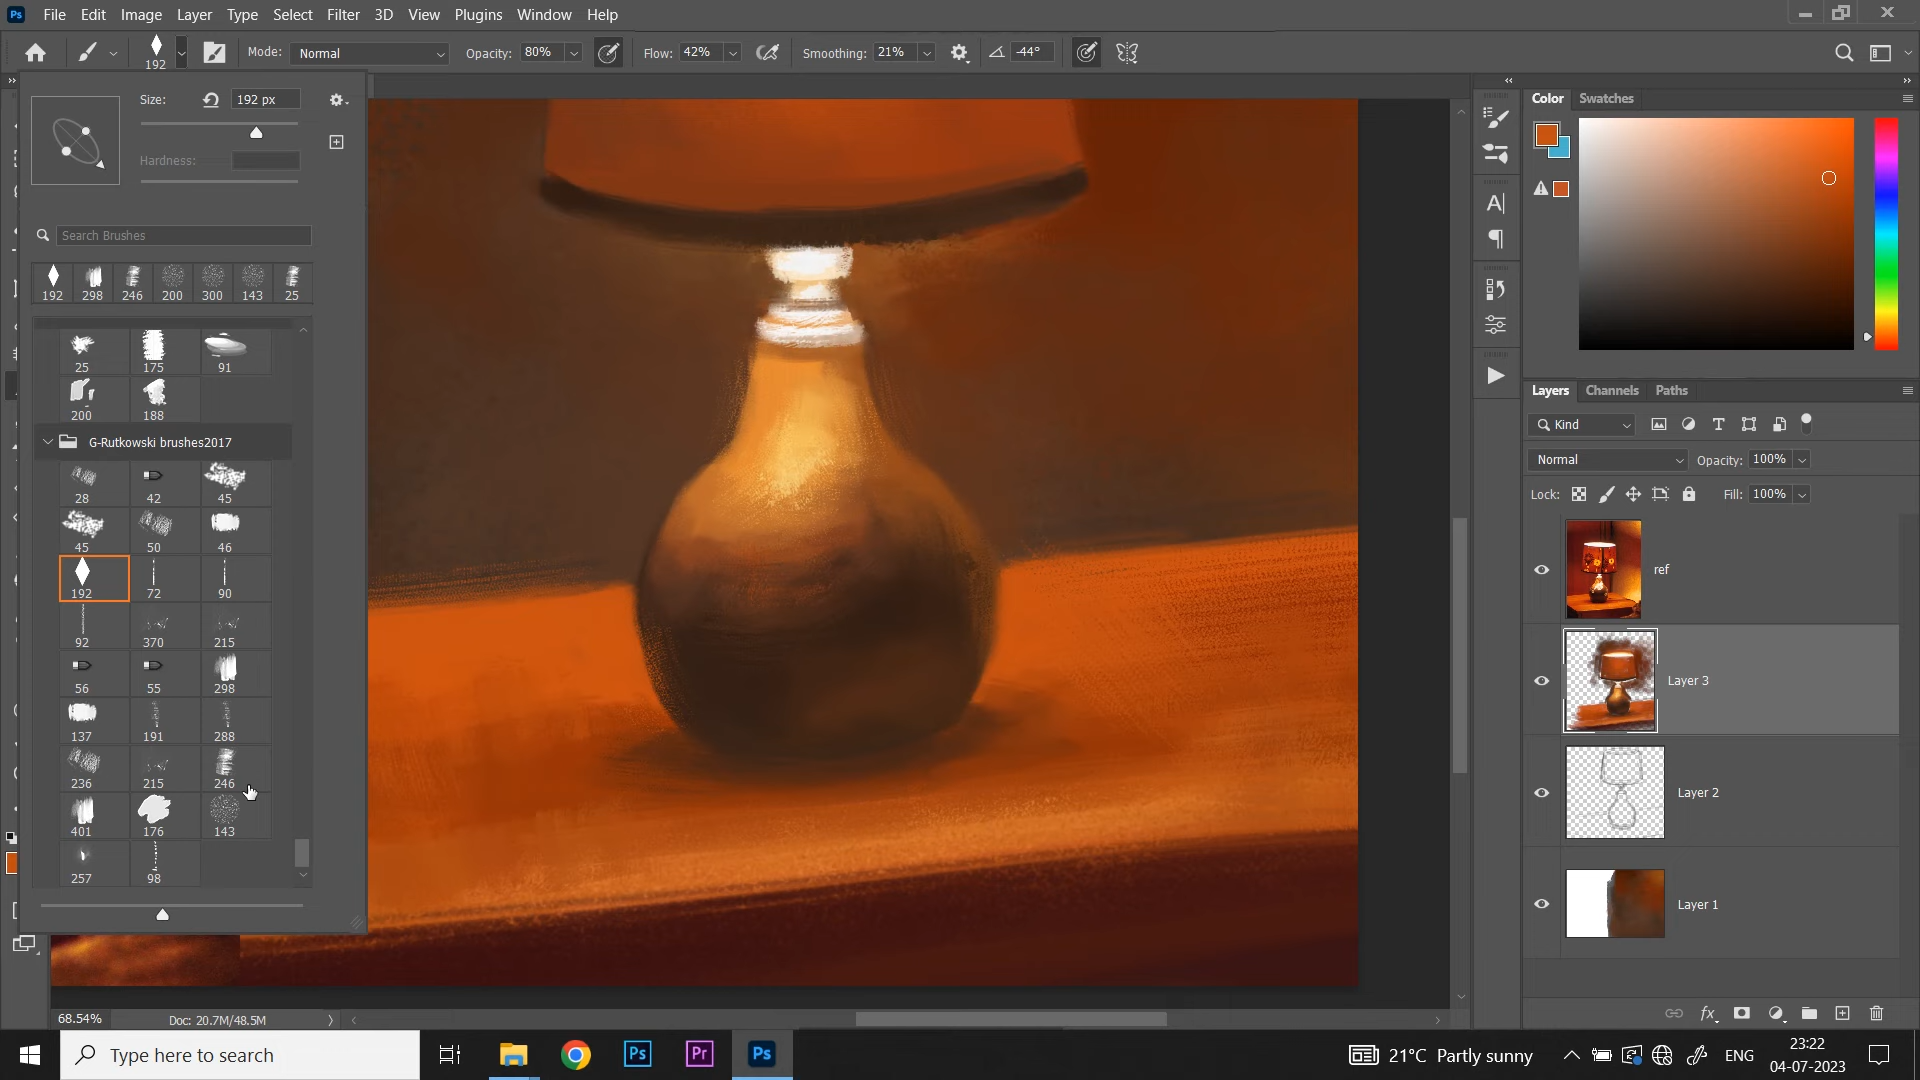 Ps File Edit Image Layer Type Select Filter 3D View Plugins Window Help
192 Mode: Normal Opacity: 80% Flow: 42% Smoothing: 21% -44°
Size: 192 px
Hardness:
Search Brushes
192 298 246 200 300 143 25
25 175 91
200 188
G-Rutkowski brushes2017
28 42 45
45 50 46
192 72 90
92 370 215
56 55 298
137 191 288
236 215 246
401 176 143
257 98
68.54% Doc: 20.7M/48.5M
Color Swatches
Layers Channels Paths
Kind
Normal Opacity: 100%
Lock: Fill: 100%
ref
Layer 3
Layer 2
Layer 1
fx
Type here to search
Ps Pr Ps
21°C Partly sunny
ENG
23:22
04-07-2023